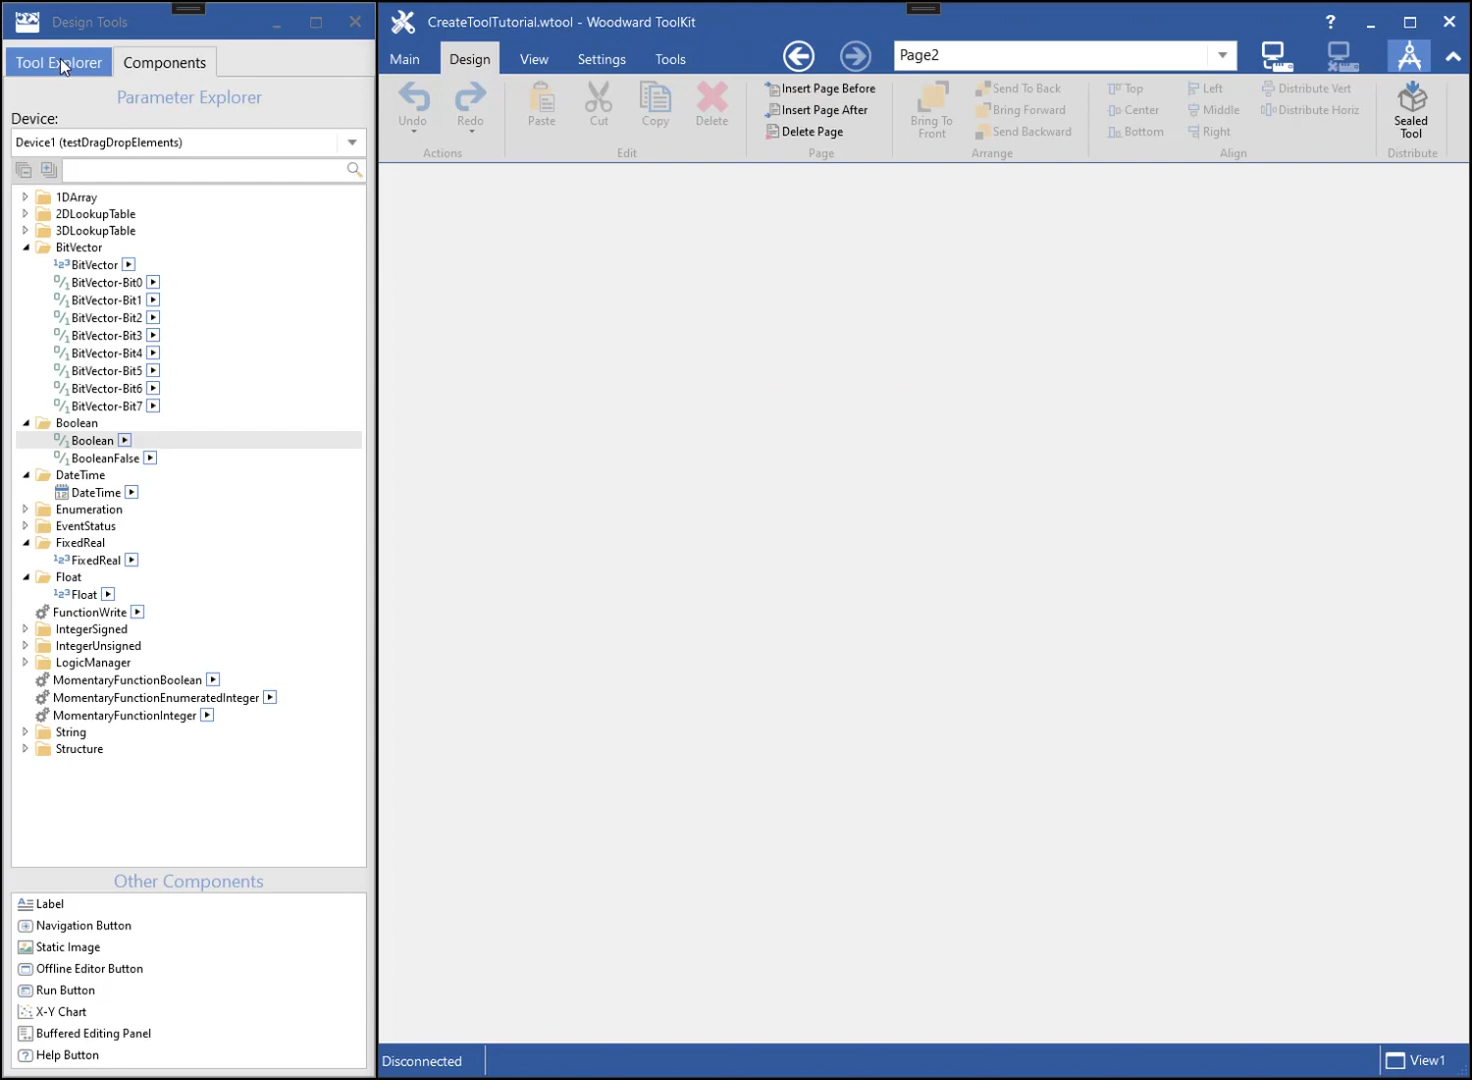 Design Tools
Tool Explorer
Components
Parameter Explorer
Device:
Device1 (testDragDropElements)
1DArray
2DLookupTable
3DLookupTable
BitVector
BitVector
BitVector-Bit0
BitVector-Bit1
BitVector-Bit2
BitVector-Bit3
BitVector-Bit4
BitVector-Bit5
BitVector-Bit6
BitVector-Bit7
Boolean
Boolean
BooleanFalse
DateTime
DateTime
Enumeration
EventStatus
FixedReal
FixedReal
Float
Float
FunctionWrite
IntegerSigned
IntegerUnsigned
LogicManager
MomentaryFunctionBoolean
MomentaryFunctionEnumeratedInteger
MomentaryFunctionInteger
String
Structure
Other Components
Label
Navigation Button
Static Image
Offline Editor Button
Run Button
X-Y Chart
Buffered Editing Panel
Help Button
CreateToolTutorial.wtool - Woodward ToolKit
Main Design View Settings Tools
Page2
Undo
Redo
Actions
Paste
Cut
Copy
Delete
Edit
Insert Page Before
Insert Page After
Delete Page
Page
Bring To
Front
Send To Back
Bring Forward
Send Backward
Arrange
Top
Center
Bottom
Left
Middle
Right
Distribute Vert
Distribute Horiz
Align
Sealed
Tool
Distribute
Disconnected
View1